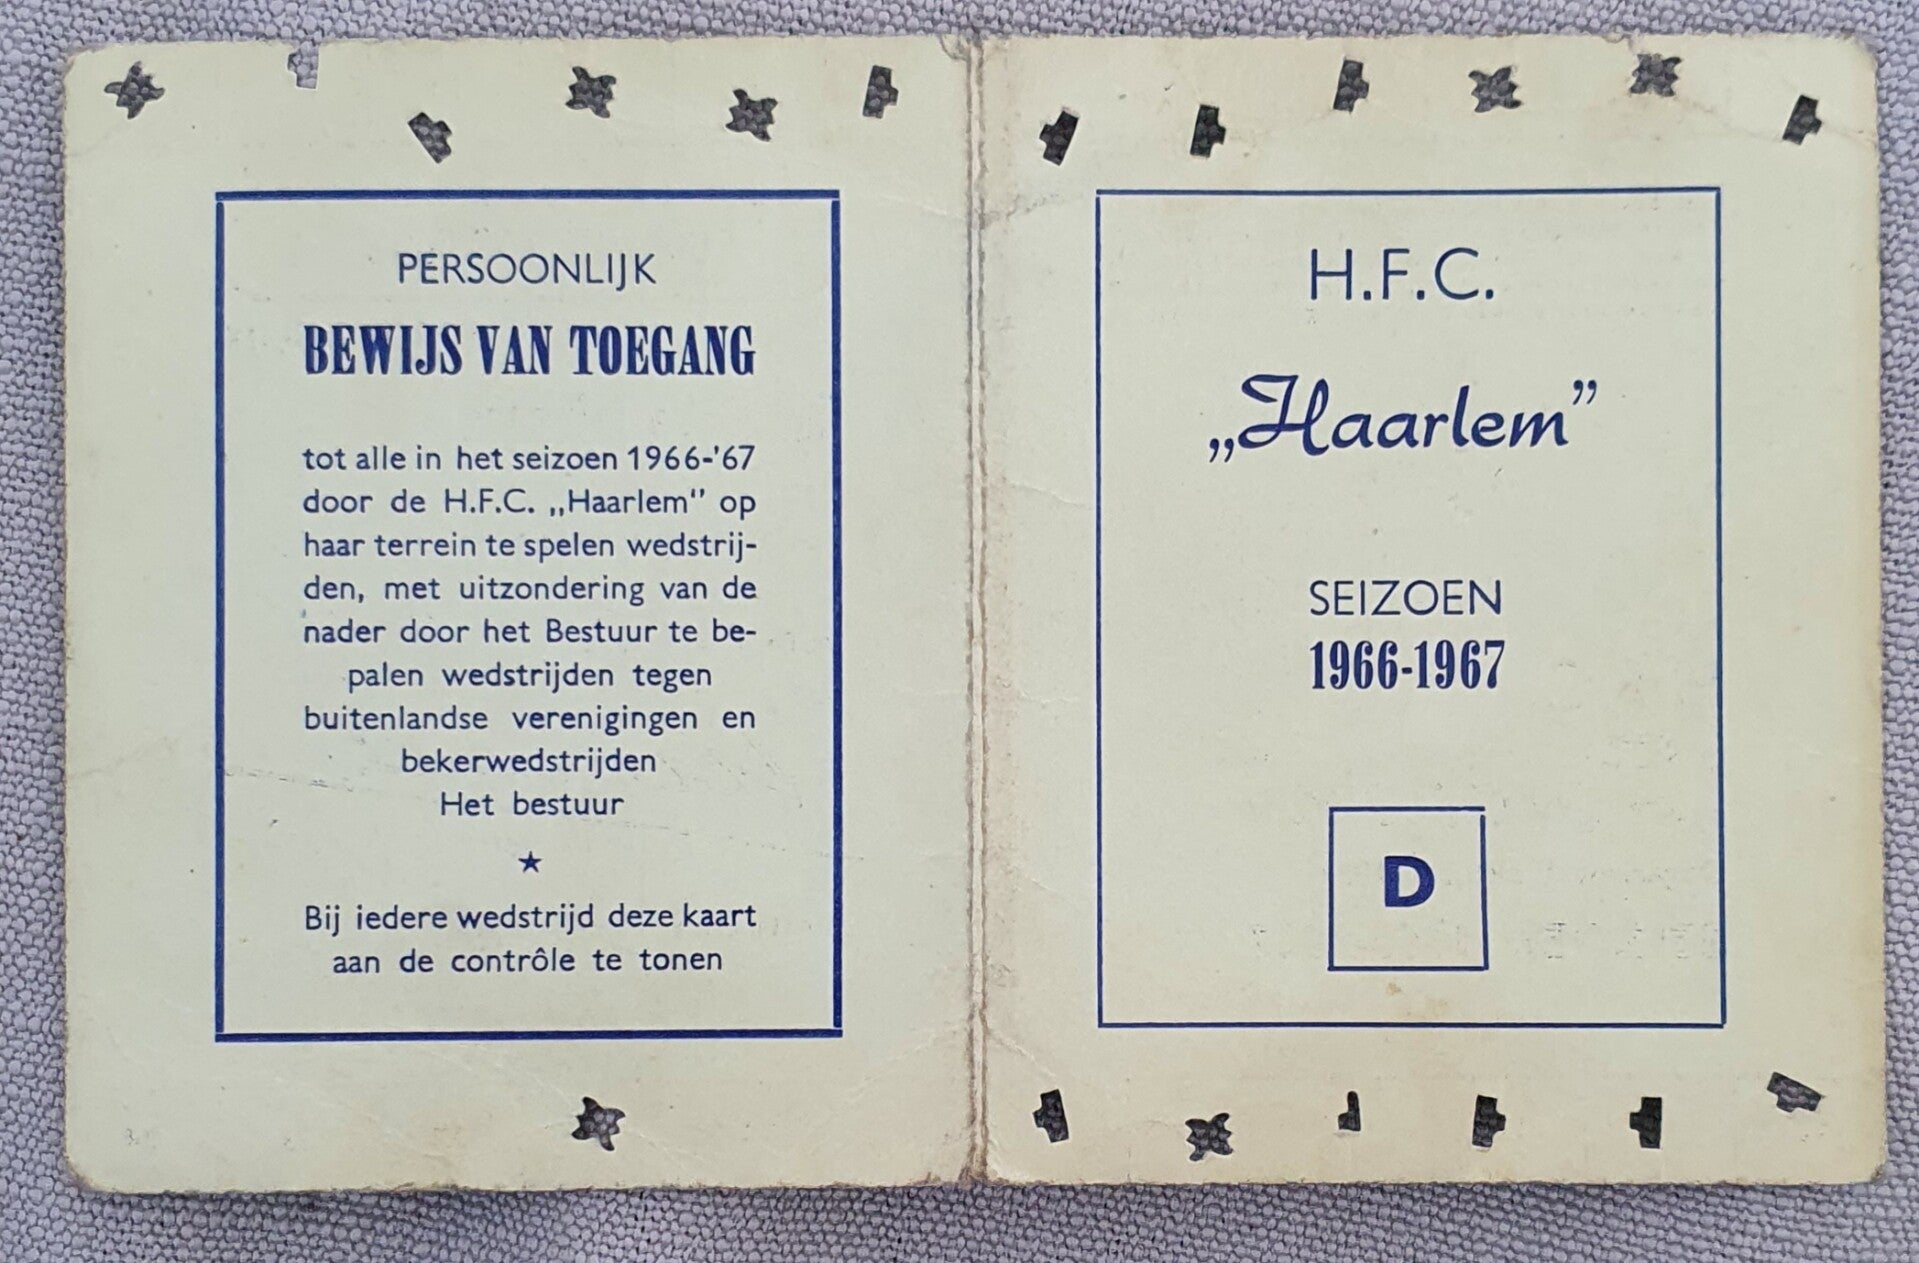 PERSOONLIJK
BEWIJS VAN TOEGANG
tot alle in het seizoen 1966-'67
door de H.F.C. „Haarlem" op
haar terrein te spelen wedstrij-
den, met uitzondering van de
nader door het Bestuur te be-
palen wedstrijden tegen
buitenlandse verenigingen en
bekerwedstrijden
Het bestuur
★
Bij iedere wedstrijd deze kaart
aan de contrôle te tonen
H.F.C.
„Haarlem”
SEIZOEN
1966-1967
D